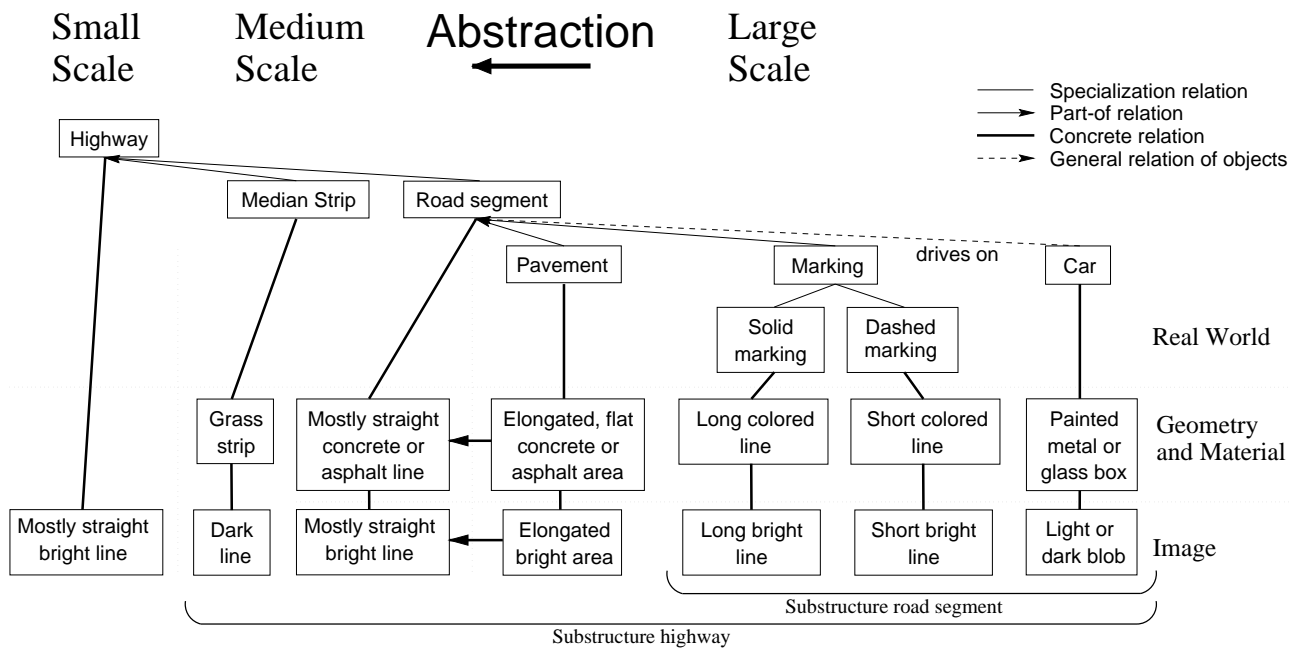 Small
Scale
Medium
Scale
Abstraction
Large
Scale
Specialization relation
Part-of relation
Concrete relation
General relation of objects
Highway
Median Strip
Road segment
Pavement
Marking
drives on
Car
Solid
marking
Dashed
marking
Real World
Grass
strip
Mostly straight
concrete or
asphalt line
Elongated, flat
concrete or
asphalt area
Long colored
line
Short colored
line
Painted
metal or
glass box
Geometry
and Material
Mostly straight
bright line
Dark
line
Mostly straight
bright line
Elongated
bright area
Long bright
line
Short bright
line
Light or
dark blob
Image
Substructure road segment
Substructure highway